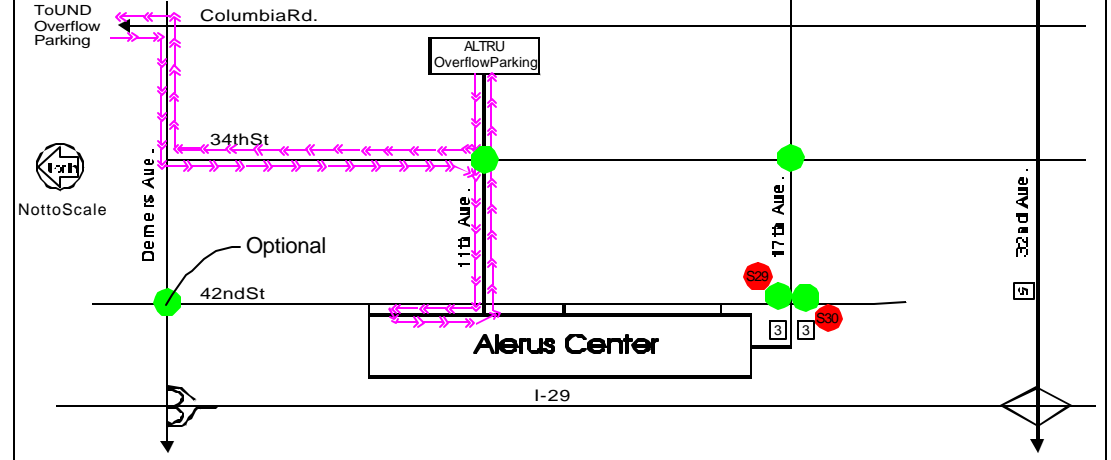 ToUND
Overflow
Parking
ColumbiaRd.
ALTRU
OverflowParking
34thSt
North
NottoScale
Demers Ave.
11th Ave.
17th Ave.
32nd Ave.
Optional
42ndSt
S29
S30
3
3
5
Alerus Center
I-29